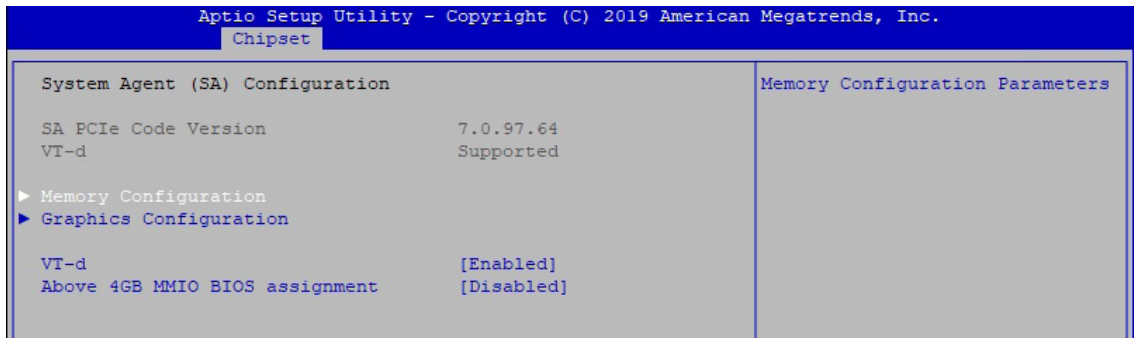 Aptio Setup Utility - Copyright (C) 2019 American Megatrends, Inc.
Chipset
System Agent (SA) Configuration
Memory Configuration Parameters
SA PCIe Code Version 7.0.97.64
VT-d Supported
Memory Configuration
Graphics Configuration
VT-d [Enabled]
Above 4GB MMIO BIOS assignment [Disabled]